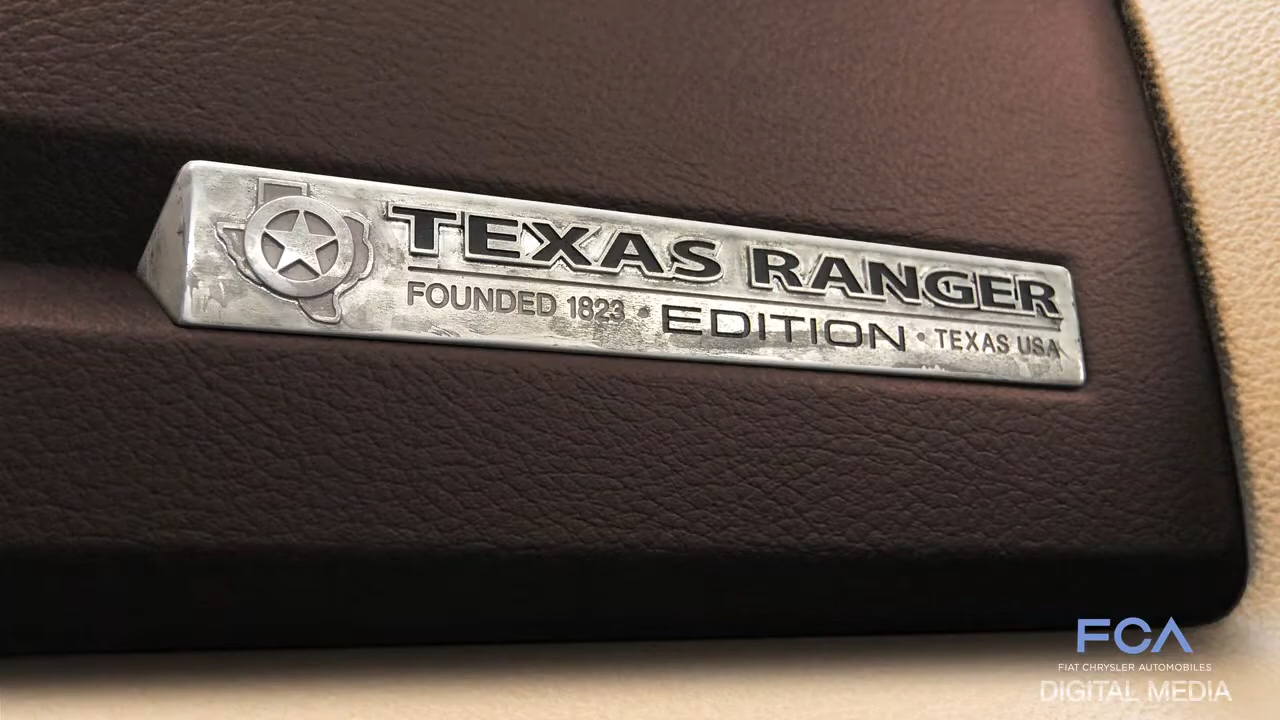 TEXAS RANGER
FOUNDED 1823 • EDITION • TEXAS USA
FCA
FIAT CHRYSLER AUTOMOBILES
DIGITAL MEDIA